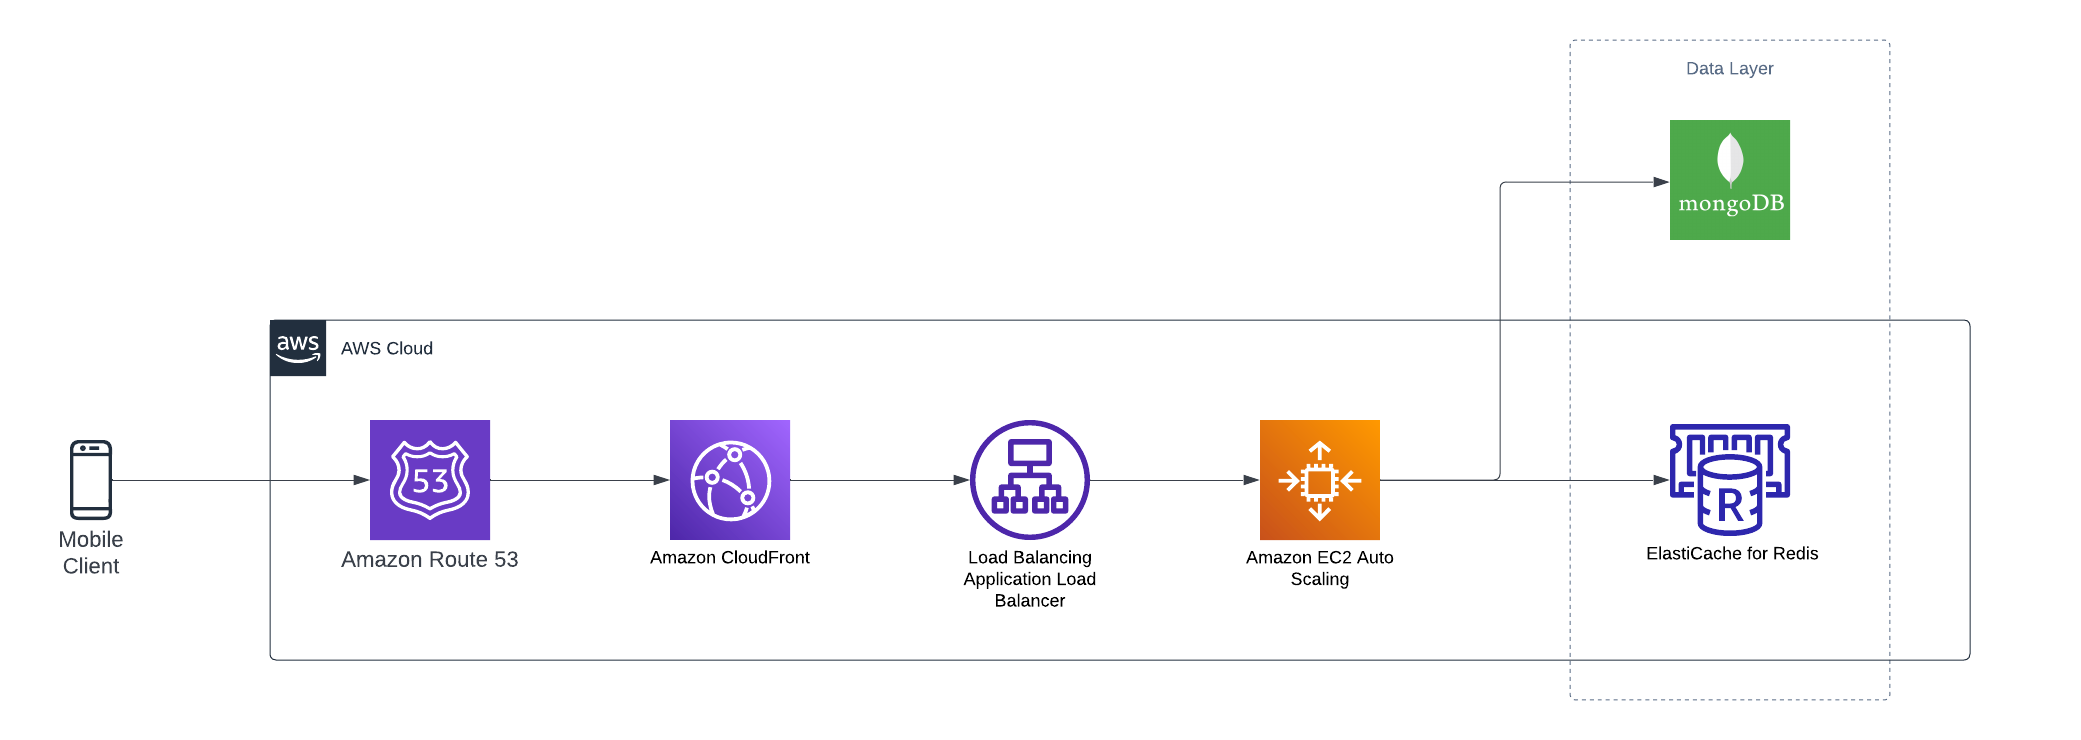 Data Layer
mongoDB
aws
AWS Cloud
53
R
Mobile
Client
Amazon Route 53
Amazon CloudFront
Load Balancing
Application Load
Balancer
Amazon EC2 Auto
Scaling
ElastiCache for Redis